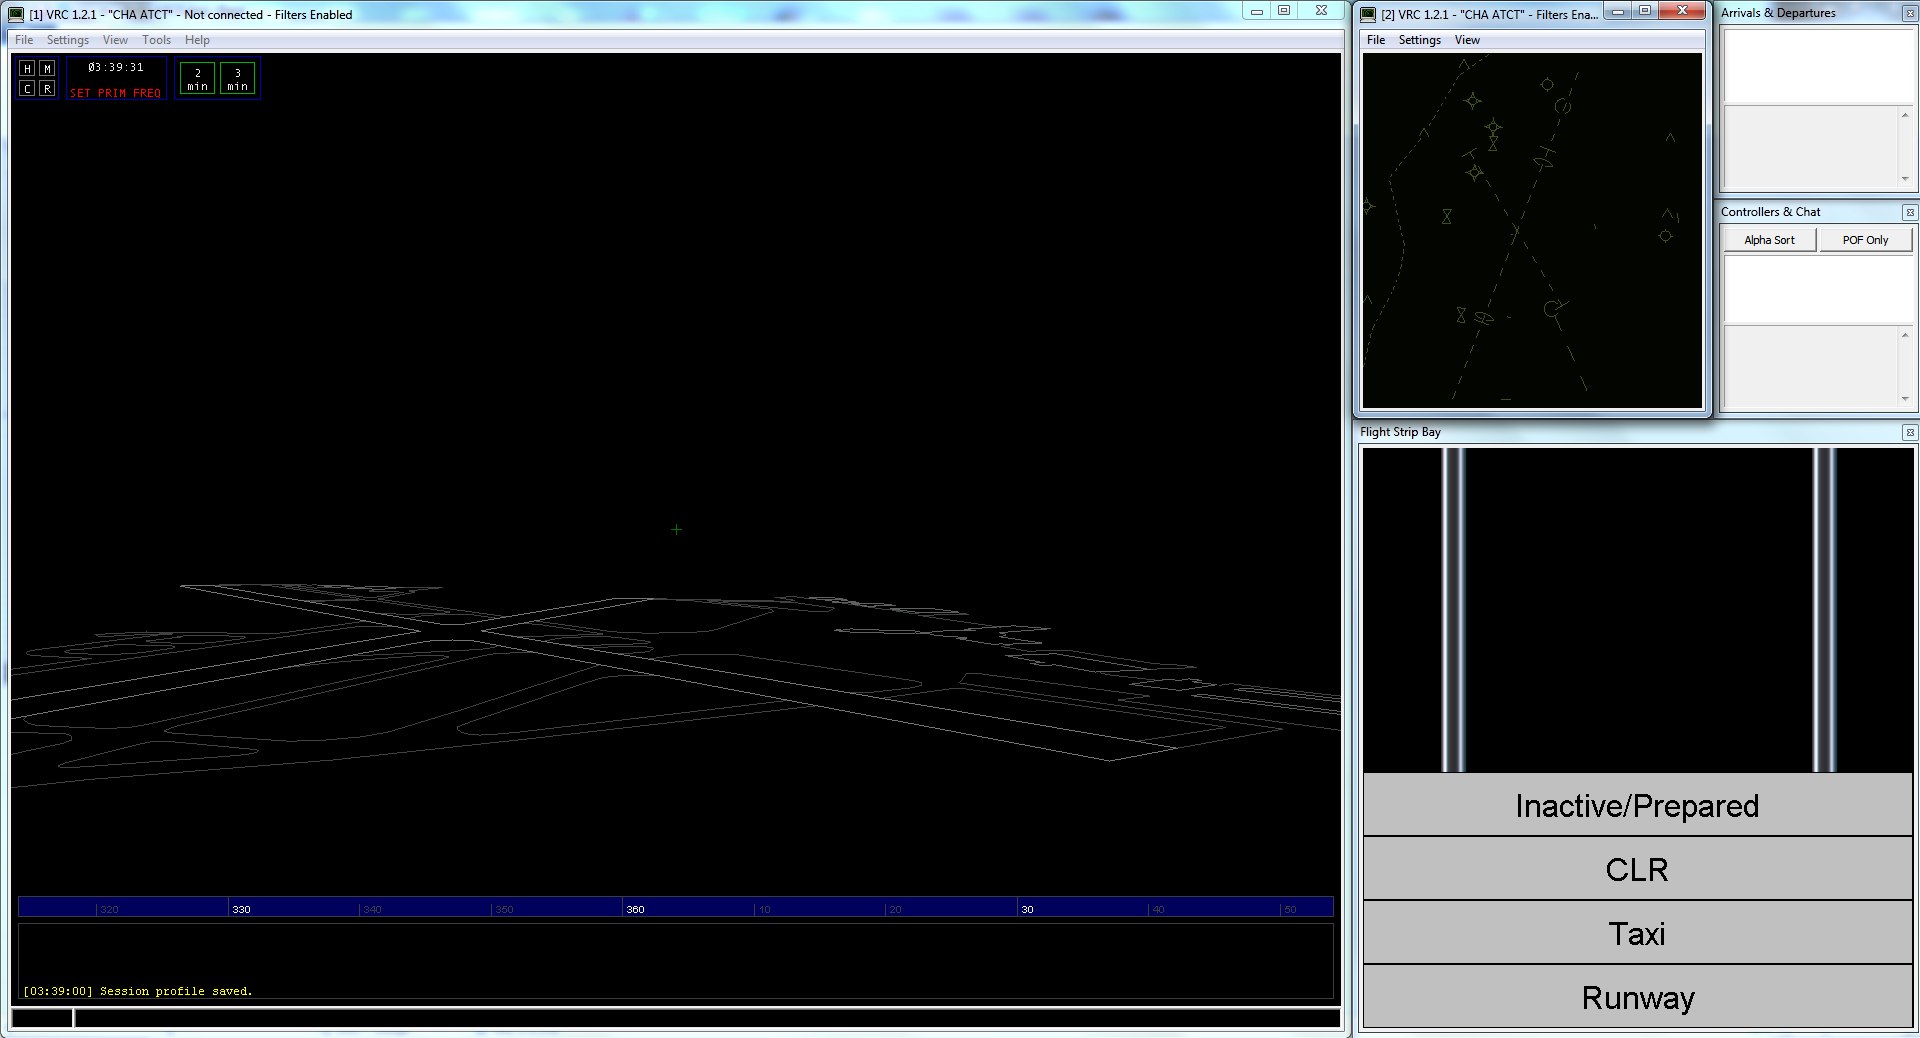 [1] VRC 1.2.1 - "CHA ATCT" - Not connected - Filters Enabled
File Settings View Tools Help
H M
C R
03:39:31
SET PRIM FREQ
2 min
3 min
320 330 340 350 360 10 20 30 40 50
[03:39:00] Session profile saved.
[2] VRC 1.2.1 - "CHA ATCT" - Filters Ena...
File Settings View
Arrivals & Departures
Controllers & Chat
Alpha Sort POF Only
Flight Strip Bay
Inactive/Prepared
CLR
Taxi
Runway